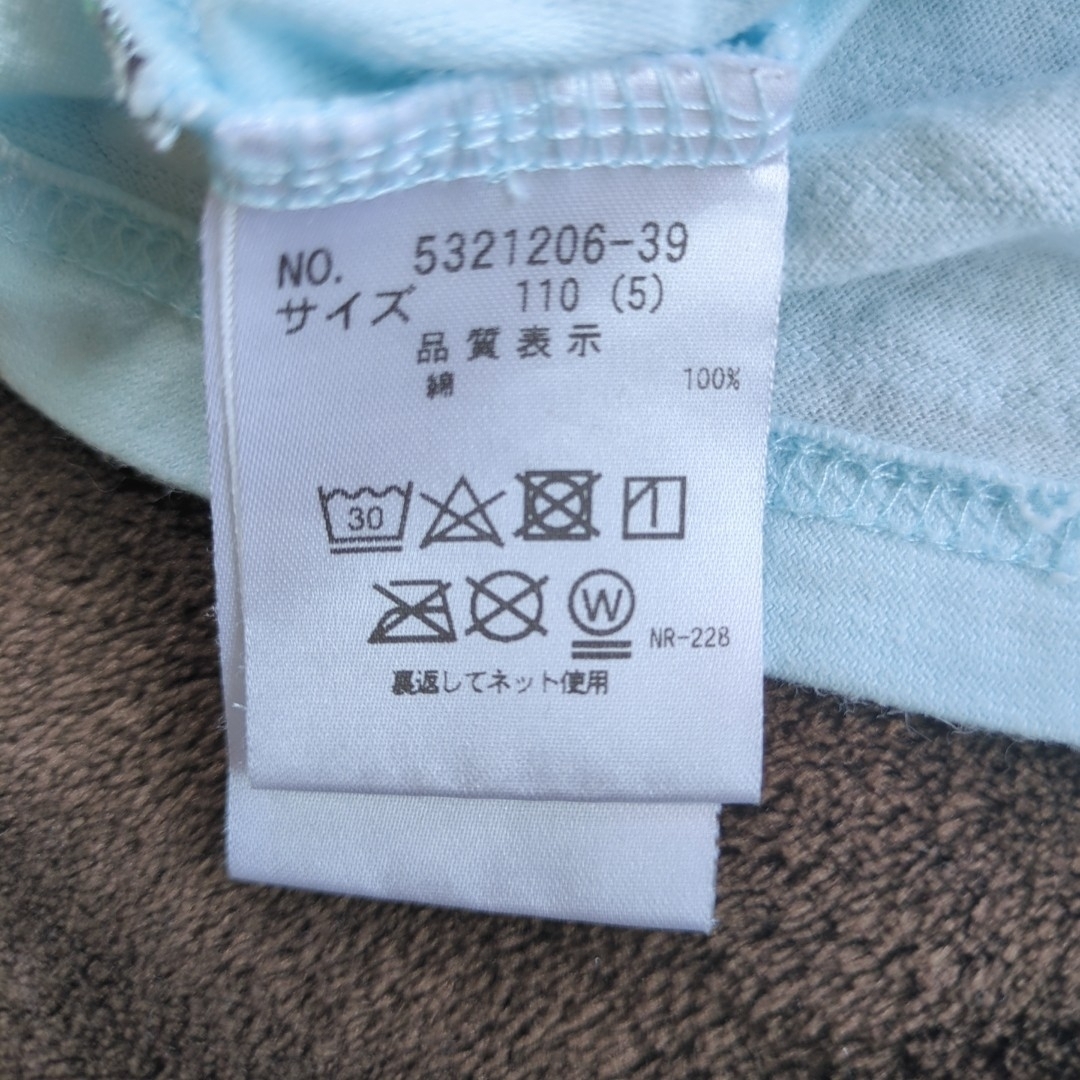 NO. 5321206-39
サイズ 110 (5)
品質表示
綿 100%
30
W NR-228
裏返してネット使用